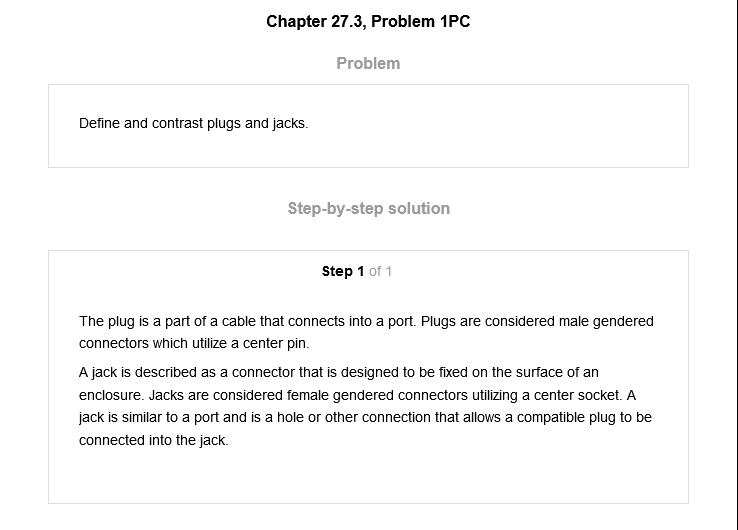 Chapter 27.3, Problem 1PC
Problem
Define and contrast plugs and jacks.
Step-by-step solution
Step 1 of 1
The plug is a part of a cable that connects into a port. Plugs are considered male gendered
connectors which utilize a center pin.
A jack is described as a connector that is designed to be fixed on the surface of an
enclosure. Jacks are considered female gendered connectors utilizing a center socket. A
jack is similar to a port and is a hole or other connection that allows a compatible plug to be
connected into the jack.